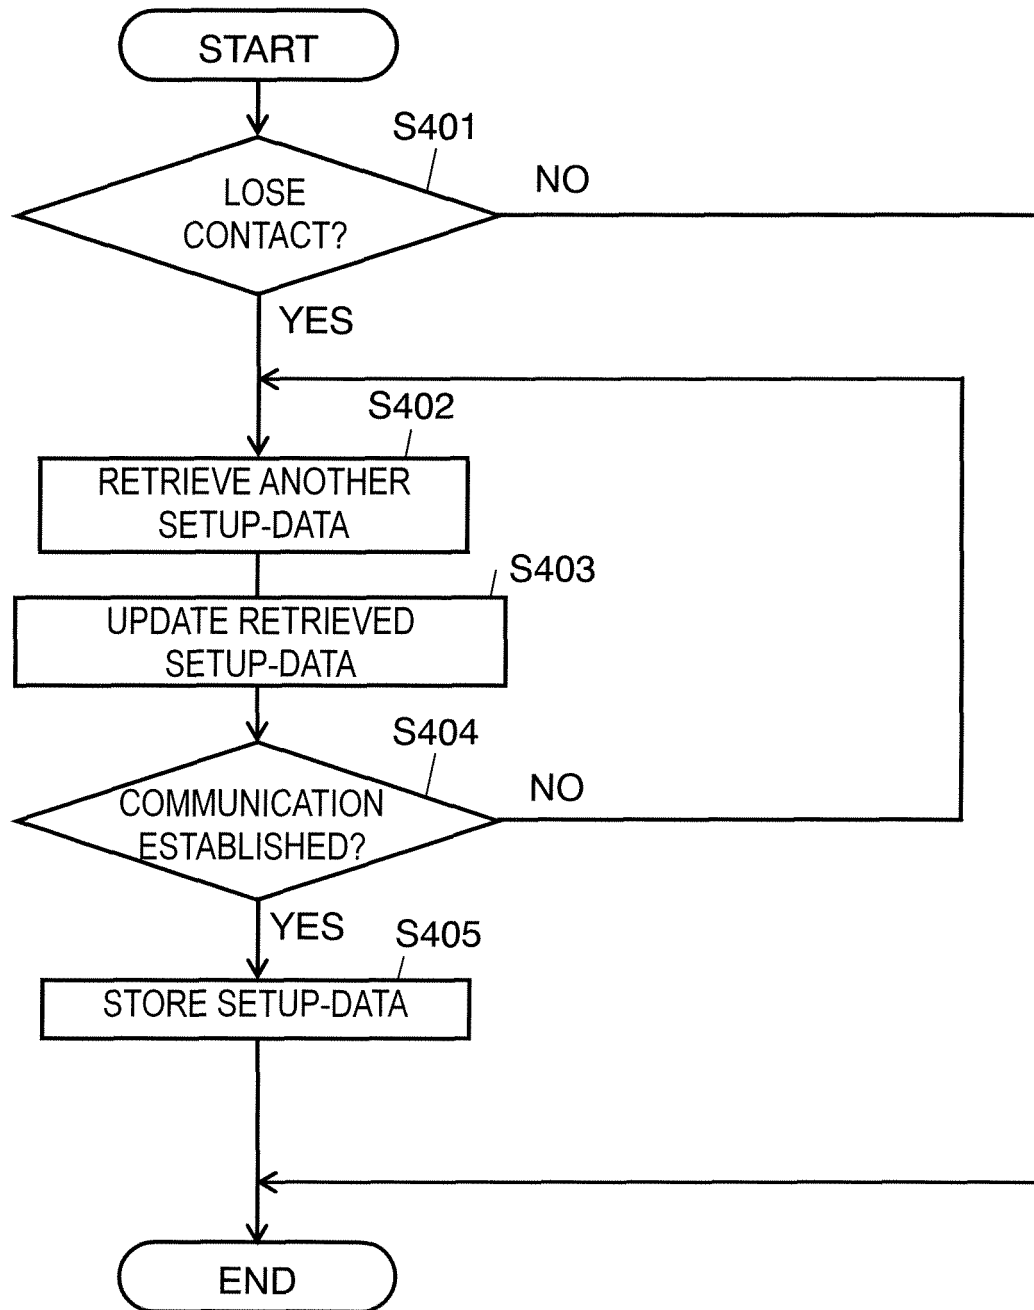 START
S401
LOSE
CONTACT?
NO
YES
S402
RETRIEVE ANOTHER
SETUP-DATA
S403
UPDATE RETRIEVED
SETUP-DATA
S404
COMMUNICATION
ESTABLISHED?
NO
YES
S405
STORE SETUP-DATA
END